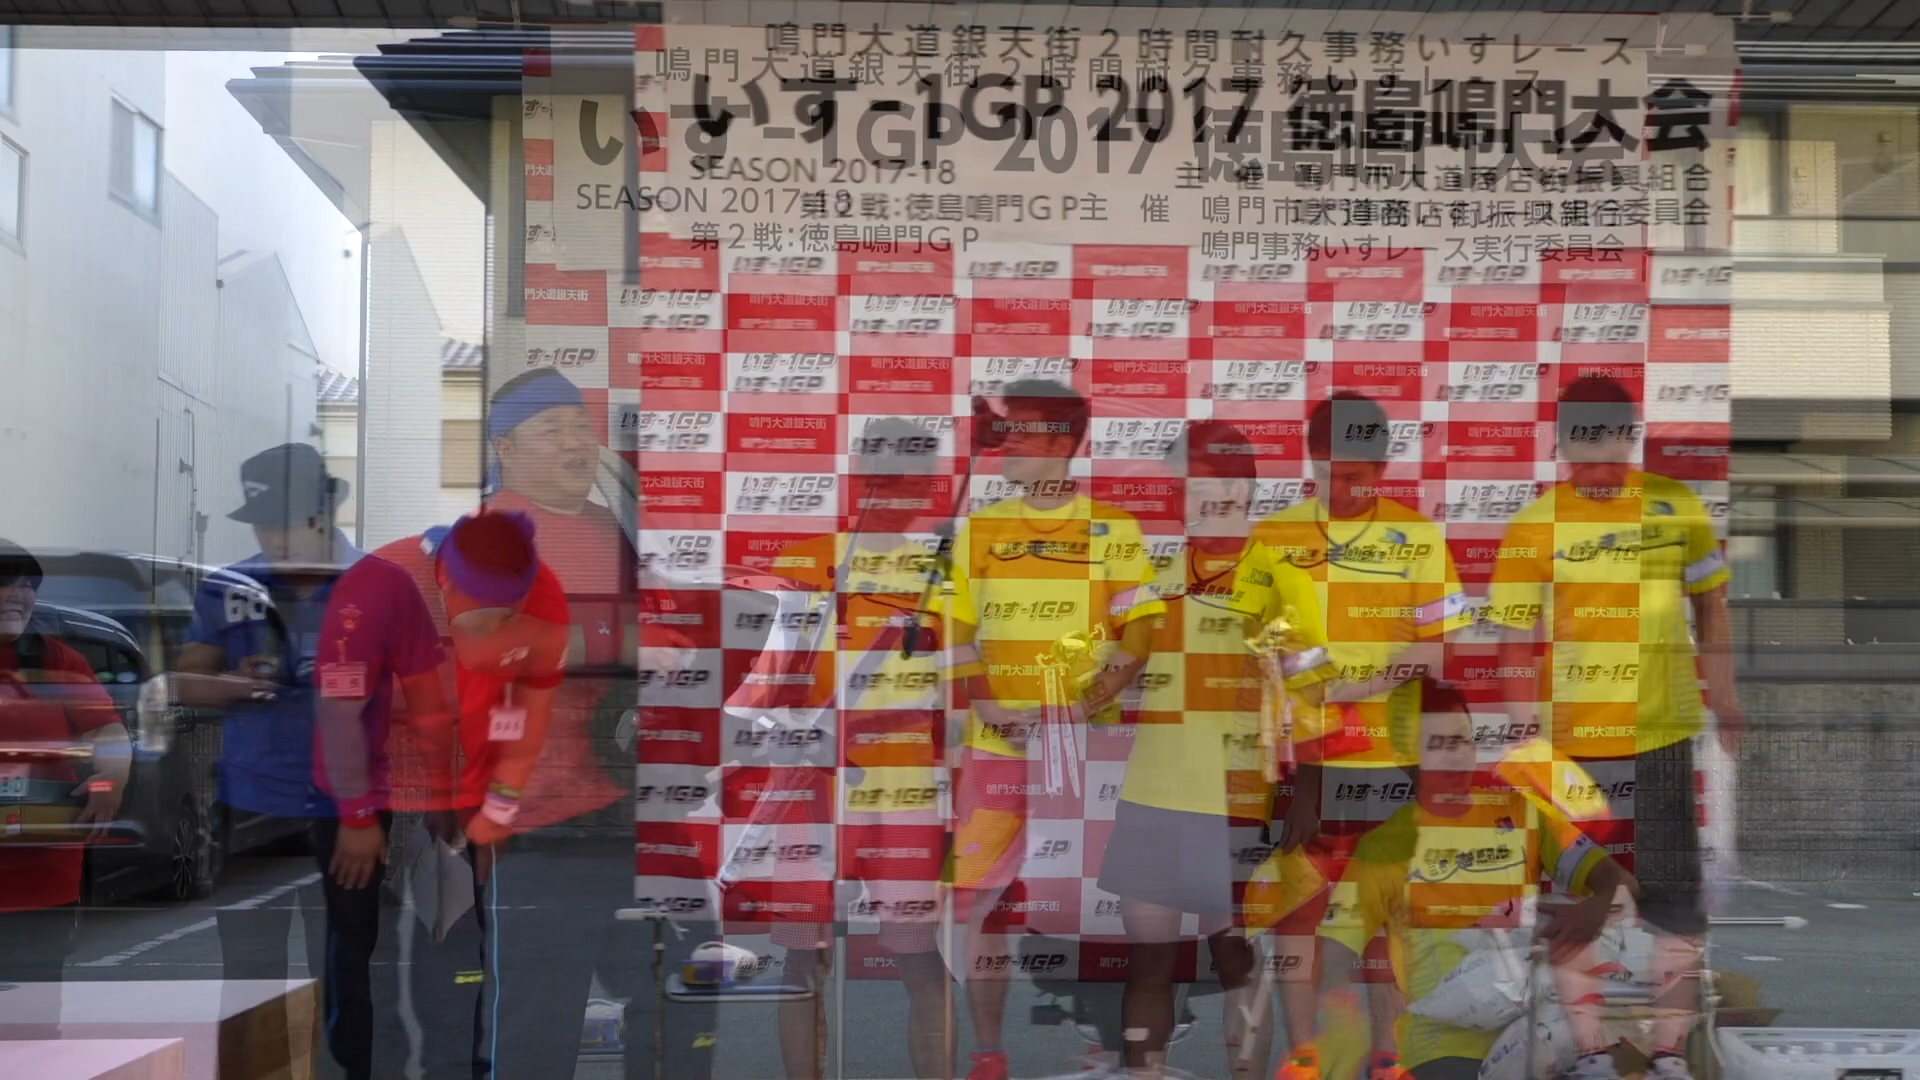 鳴門大道銀天街2時間耐久事務いすレース
いす-1GP 2017 徳島鳴門大会
SEASON 2017-18
第2戦:徳島鳴門GP
主 催 鳴門市大道商店街振興組合
鳴門事務いすレース実行委員会
鳴門大道銀天街
いす-1GP